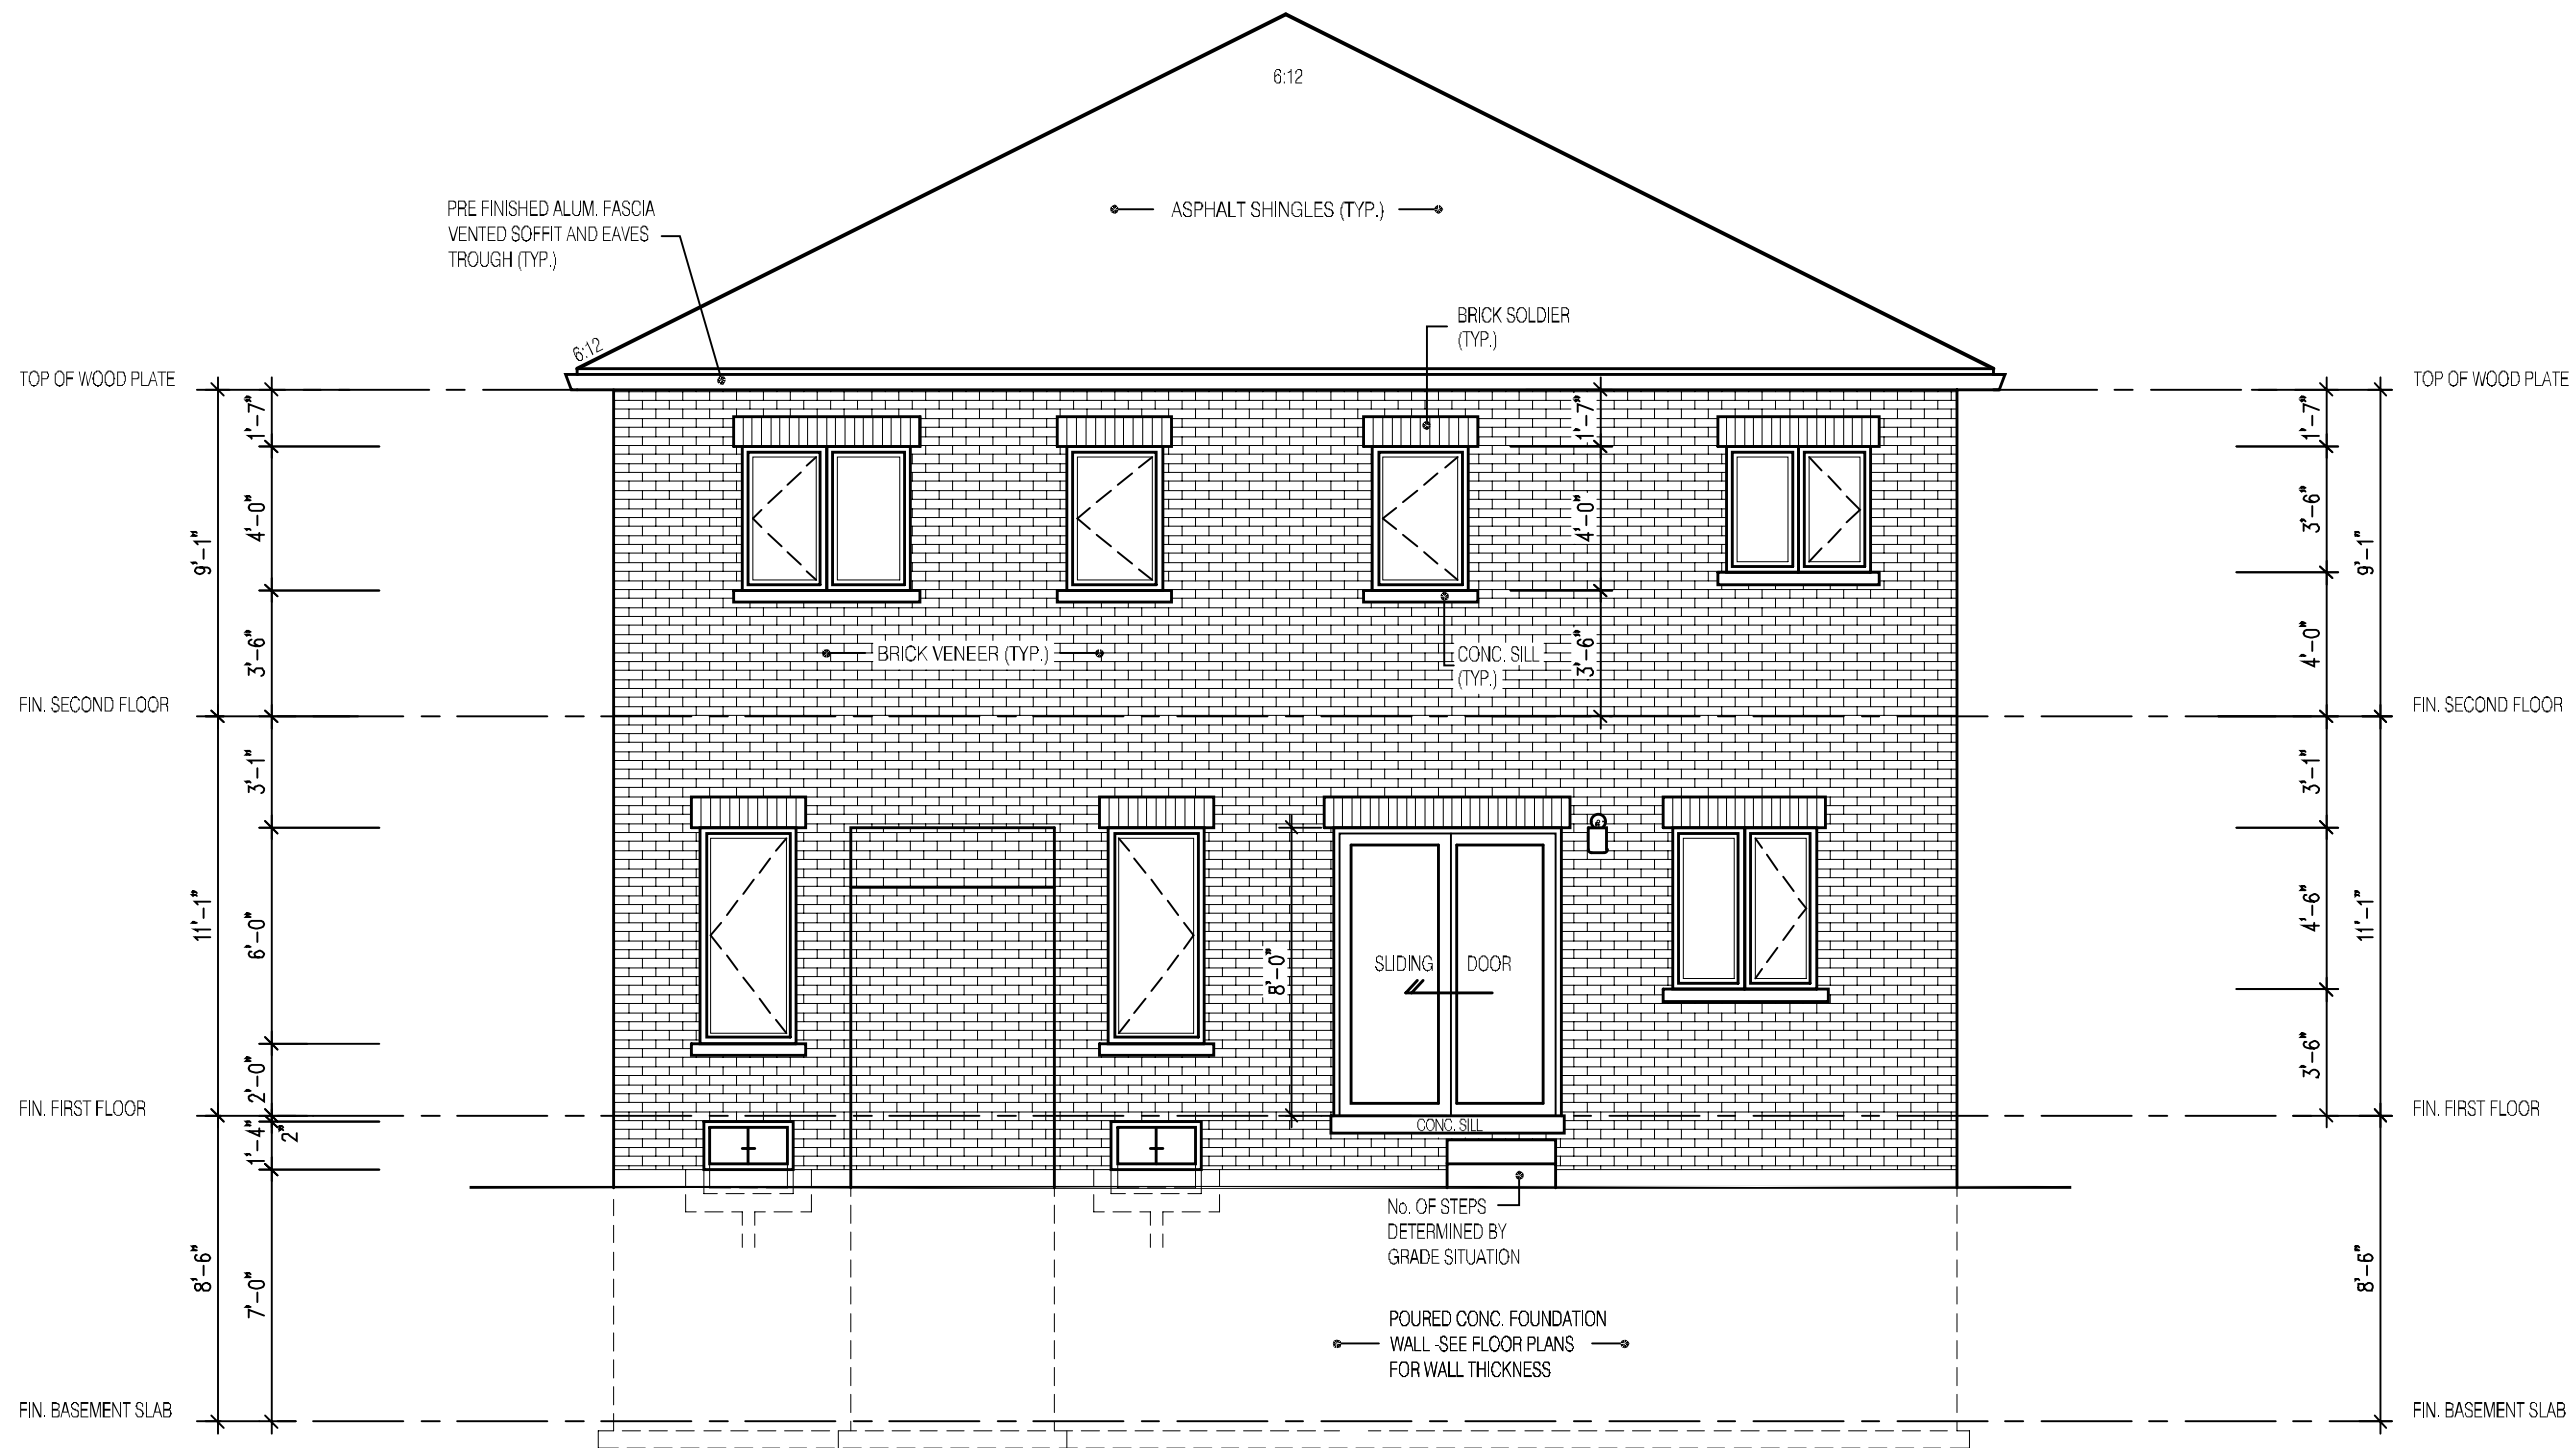 6:12
PRE FINISHED ALUM. FASCIA
VENTED SOFFIT AND EAVES
TROUGH (TYP.)
ASPHALT SHINGLES (TYP.)
BRICK SOLDIER
(TYP.)
6:12
TOP OF WOOD PLATE
TOP OF WOOD PLATE
1'-7"
4'-0"
3'-6"
9'-1"
1'-7"
4'-0"
3'-6"
1'-7"
3'-6"
4'-0"
9'-1"
BRICK VENEER (TYP.)
CONC. SILL
(TYP.)
FIN. SECOND FLOOR
FIN. SECOND FLOOR
3'-1"
6'-0"
2'-0"
11'-1"
8'-0"
SLIDING DOOR
3'-1"
4'-6"
3'-6"
11'-1"
FIN. FIRST FLOOR
FIN. FIRST FLOOR
CONC. SILL
2"
1'-4"
7'-0"
8'-6"
8'-6"
No. OF STEPS
DETERMINED BY
GRADE SITUATION
POURED CONC. FOUNDATION
WALL -SEE FLOOR PLANS
FOR WALL THICKNESS
FIN. BASEMENT SLAB
FIN. BASEMENT SLAB